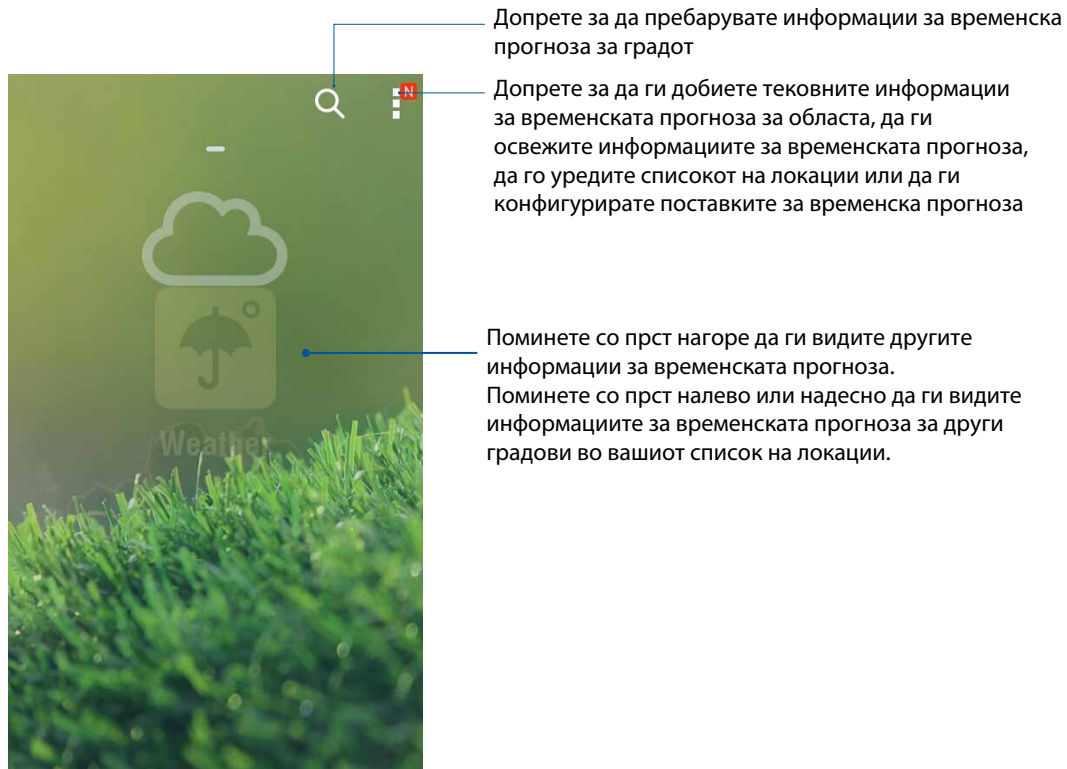 Допрете за да пребарувате информации за временска
прогноза за градот
N
Допрете за да ги добиете тековните информации
за временската прогноза за областа, да ги
освежите информациите за временската прогноза,
да го уредите списокот на локации или да ги
конфигурирате поставките за временска прогноза
Поминете со прст нагоре да ги видите другите
информации за временската прогноза.
Поминете со прст налево или надесно да ги видите
информациите за временската прогноза за други
градови во вашиот список на локации.
Weather